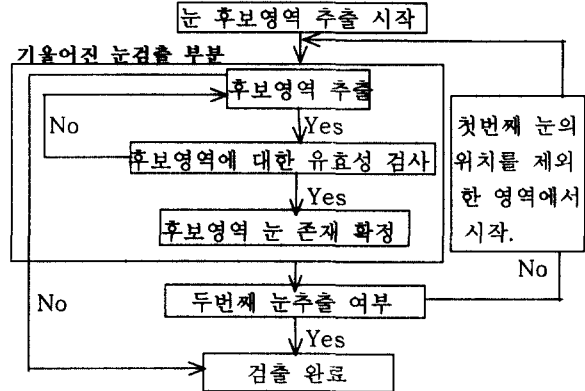 눈 후보영역 추출 시작
기울어진 눈검출 부분
후보영역 추출
No
Yes
후보영역에 대한 유효성 검사
Yes
후보영역 눈 존재 확정
첫번째 눈의
위치를 제외
한 영역에서
시작.
No
No
두번째 눈추출 여부
Yes
검출 완료